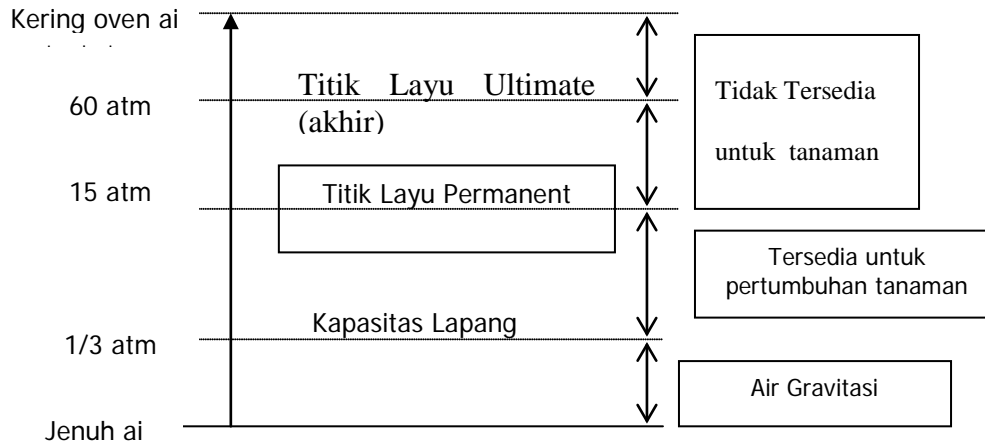 Kering oven ai
Titik Layu Ultimate
(akhir)
60 atm
Tidak Tersedia
untuk tanaman
15 atm
Titik Layu Permanent
Tersedia untuk
pertumbuhan tanaman
Kapasitas Lapang
1/3 atm
Air Gravitasi
Jenuh ai